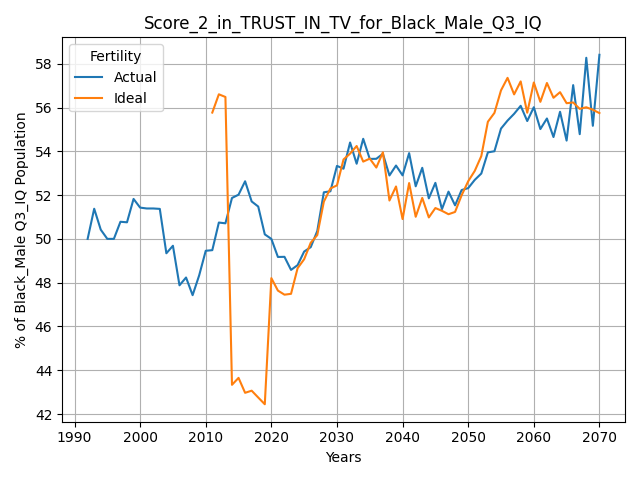 Score_2_in_TRUST_IN_TV_for_Black_Male_Q3_IQ
Fertility
Actual
Ideal
% of Black_Male Q3_IQ Population
58
56
54
52
50
48
46
44
42
1990 2000 2010 2020 2030 2040 2050 2060 2070
Years